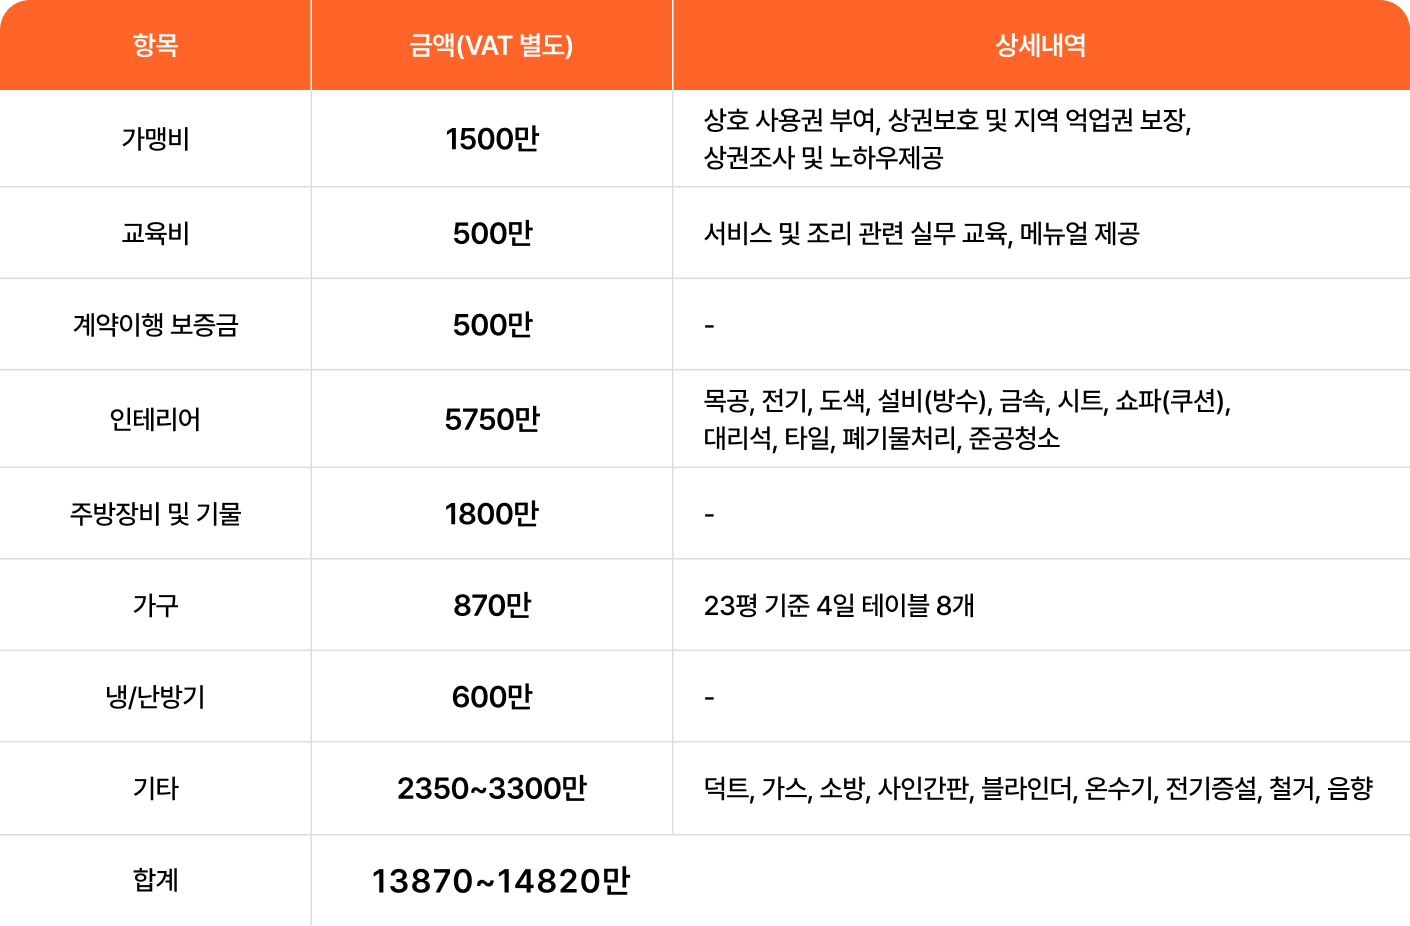 항목 금액(VAT 별도) 상세내역
가맹비 1500만 상호 사용권 부여, 상권보호 및 지역 억업권 보장,
상권조사 및 노하우제공
교육비 500만 서비스 및 조리 관련 실무 교육, 메뉴얼 제공
계약이행 보증금 500만 -
인테리어 5750만 목공, 전기, 도색, 설비(방수), 금속, 시트, 쇼파(쿠션),
대리석, 타일, 폐기물처리, 준공청소
주방장비 및 기물 1800만 -
가구 870만 23평 기준 4일 테이블 8개
냉/난방기 600만 -
기타 2350~3300만 덕트, 가스, 소방, 사인간판, 블라인더, 온수기, 전기증설, 철거, 음향
합계 13870~14820만